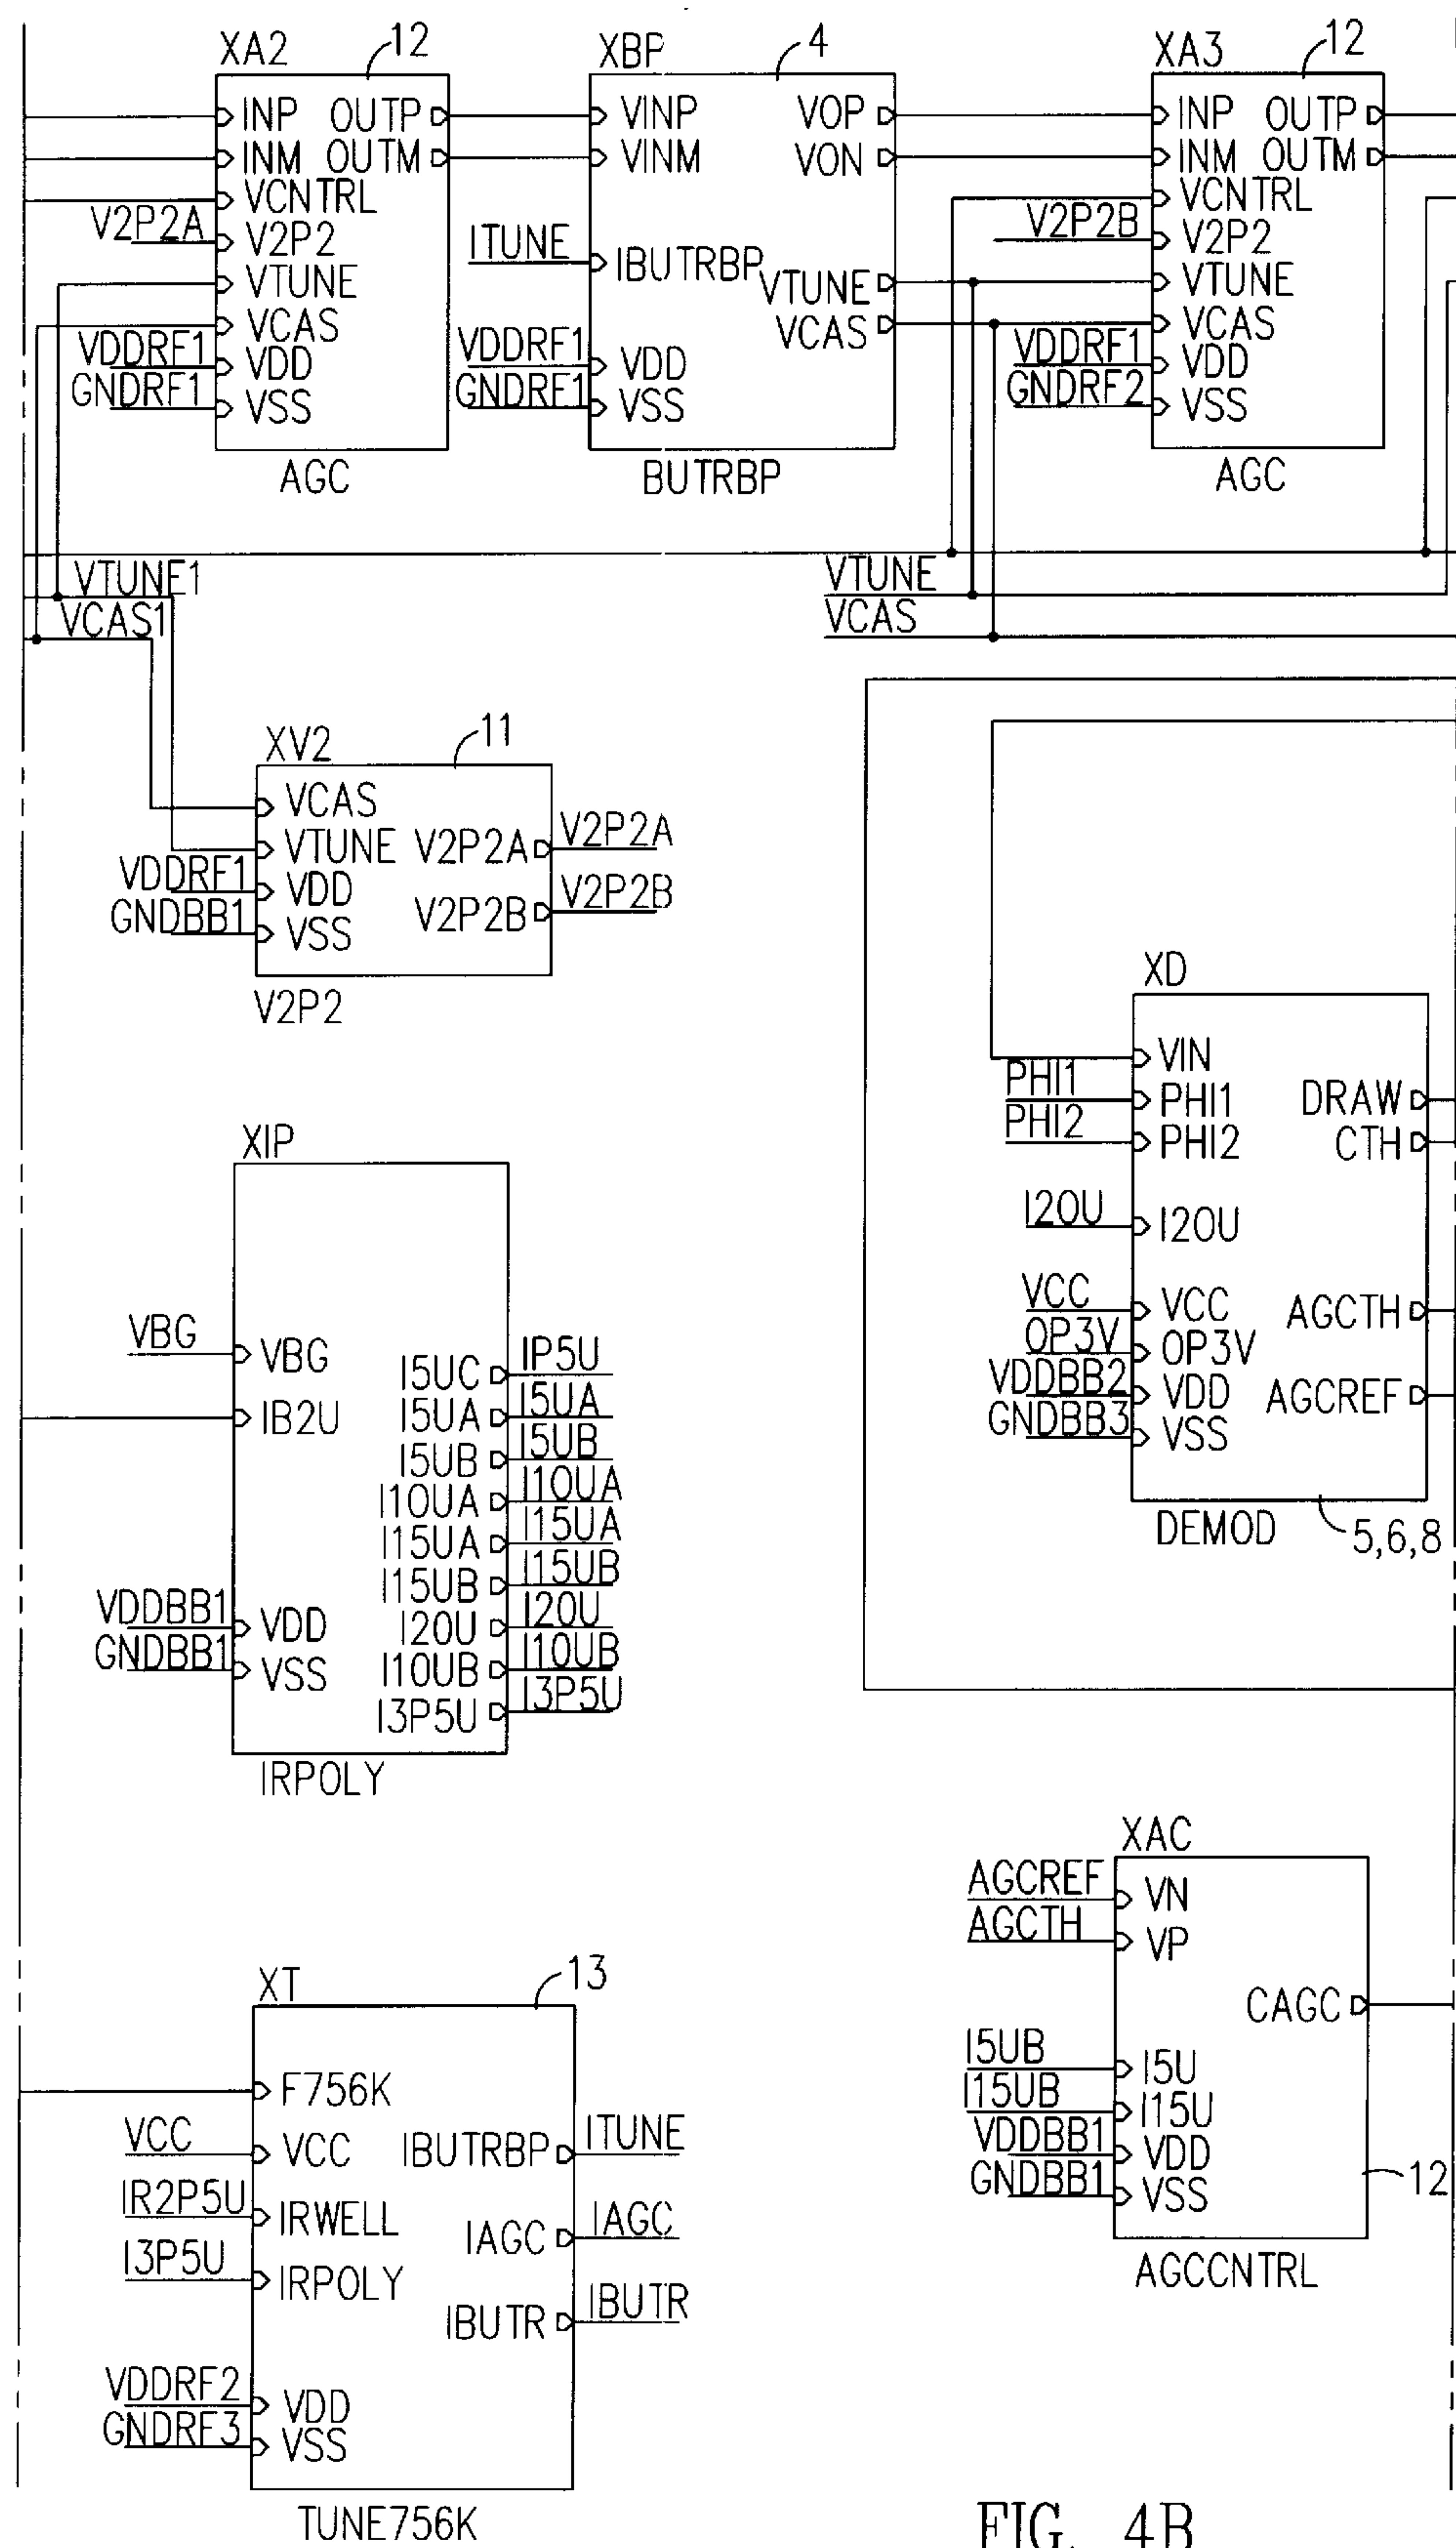 XA2 12 XBP 4 XA3 12
INP OUTP VINP VOP INP OUTP
INM OUTM VINM VON INM OUTM
VCNTRL VCNTRL
V2P2A V2P2 ITUNE IBUTRBP V2P2B V2P2
VTUNE VTUNE VTUNE
VCAS VCAS VCAS
VDDRF1 VDD VDDRF1 VDD VDDRF1 VDD
GNDRF1 VSS GNDRF1 VSS GNDRF2 VSS
AGC BUTRBP AGC
VTUNE1 VTUNE
VCAS1 VCAS
XV2 11
VCAS
VTUNE V2P2A V2P2A
VDDRF1 VDD
GNDBB1 VSS V2P2B V2P2B
V2P2
XD
VIN
PHI1 PHI1 DRAW
PHI2 PHI2 CTH
I20U I20U
VCC VCC AGCTH
OP3V OP3V
VDDBB2 VDD AGCREF
GNDBB3 VSS
DEMOD 5,6,8
XIP
VBG VBG
IB2U
I5UC IP5U
I5UA I5UA
I5UB I5UB
I10UA I10UA
I15UA I15UA
I15UB I15UB
VDDBB1 VDD I20U I20U
GNDBB1 VSS I10UB I10UB
I3P5U I3P5U
IRPOLY
XAC
AGCREF VN
AGCTH VP
CAGC
I5UB I5U
I15UB I15U
VDDBB1 VDD
GNDBB1 VSS
12
AGCCNTRL
XT 13
F756K
VCC VCC IBUTRBP ITUNE
IR2P5U IRWELL
IAGC IAGC
I3P5U IRPOLY
IBUTR IBUTR
VDDRF2 VDD
GNDRF3 VSS
TUNE756K
FIG. 4B